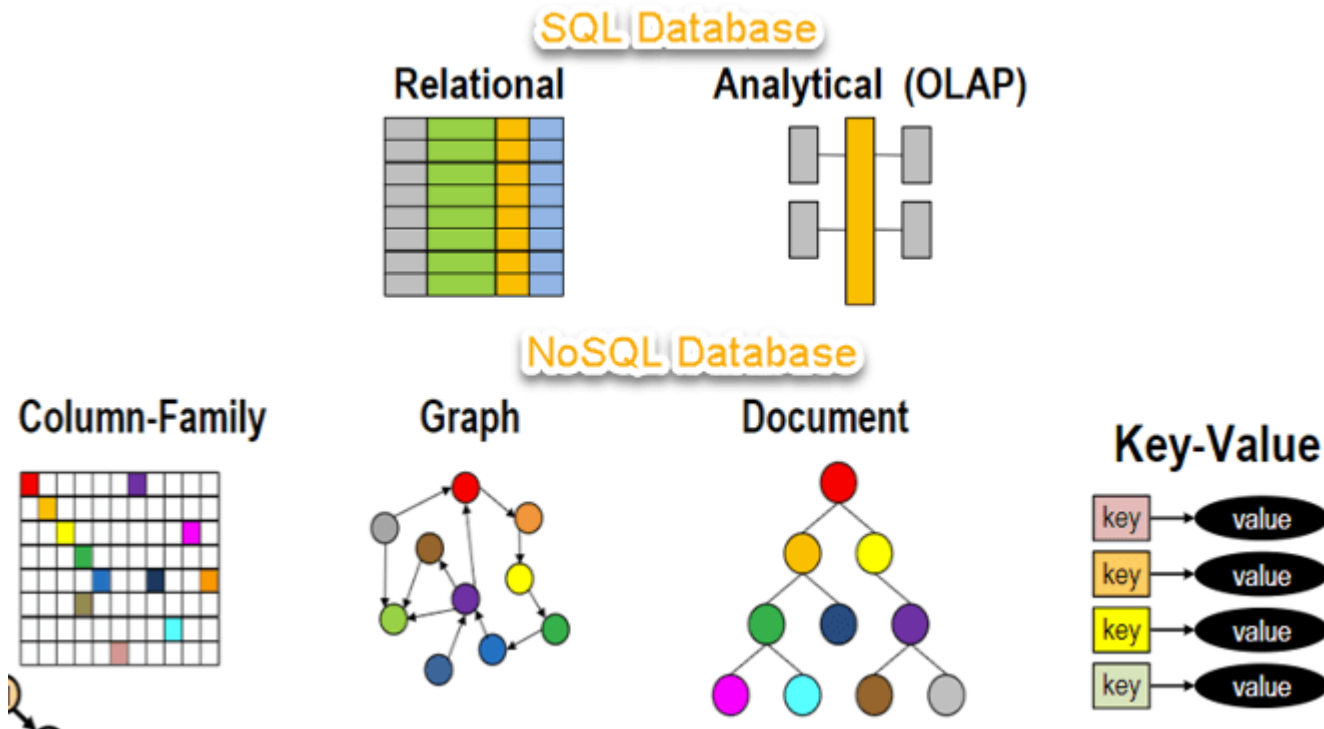 SQL Database
Relational
Analytical (OLAP)
NoSQL Database
Column-Family
Graph
Document
Key-Value
key
value
key
value
key
value
key
value